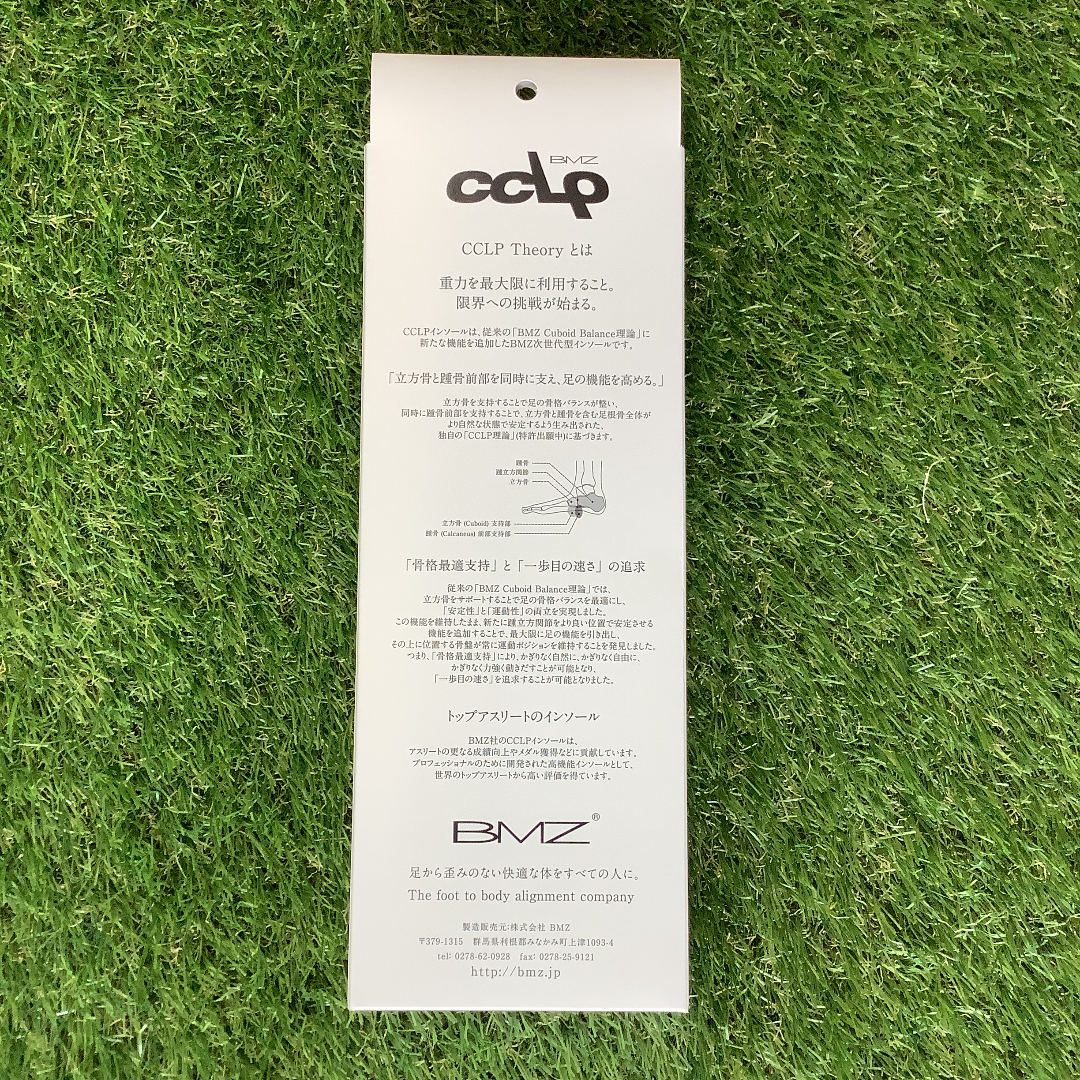 BMZ
CCLP
CCLP Theory とは
重力を最大限に利用すること。
限界への挑戦が始まる。
CCLPインソールは、従来の「BMZ Cuboid Balance理論」に
新たな機能を追加したBMZ次世代型インソールです。
「立方骨と踵骨前部を同時に支え、足の機能を高める。」
立方骨を支持することで足の骨格バランスが整い、
同時に踵骨前部を支持することで、立方骨と踵骨を含む足根骨全体が
より自然な状態で安定するよう生み出された、
独自の「CCLP理論」(特許出願中)に基づきます。
踵骨
踵立方関節
立方骨
立方骨 (Cuboid) 支持部
踵骨 (Calcaneus) 前部支持部
「骨格最適支持」と「一歩目の速さ」の追求
従来の「BMZ Cuboid Balance理論」では、
立方骨をサポートすることで足の骨格バランスを最適にし、
「安定性」と「運動性」の両立を実現しました。
この機能を維持したまま、新たに踵立方関節をより良い位置で安定させる
機能を追加することで、最大限に足の機能を引き出し、
その上に位置する骨盤が常に運動ポジションを維持することを発見しました。
つまり、「骨格最適支持」により、かぎりなく自然に、かぎりなく自由に、
かぎりなく力強く動きだすことが可能となり、
「一歩目の速さ」を追求することが可能となりました。
トップアスリートのインソール
BMZ社のCCLPインソールは、
アスリートの更なる成績向上やメダル獲得などに貢献しています。
プロフェッショナルのために開発された高機能インソールとして、
世界のトップアスリートから高い評価を得ています。
BMZ®
足から歪みのない快適な体をすべての人に。
The foot to body alignment company
製造販売元:株式会社 BMZ
〒379-1315 群馬県利根郡みなかみ町上津1093-4
tel: 0278-62-0928 fax: 0278-25-9121
http://bmz.jp